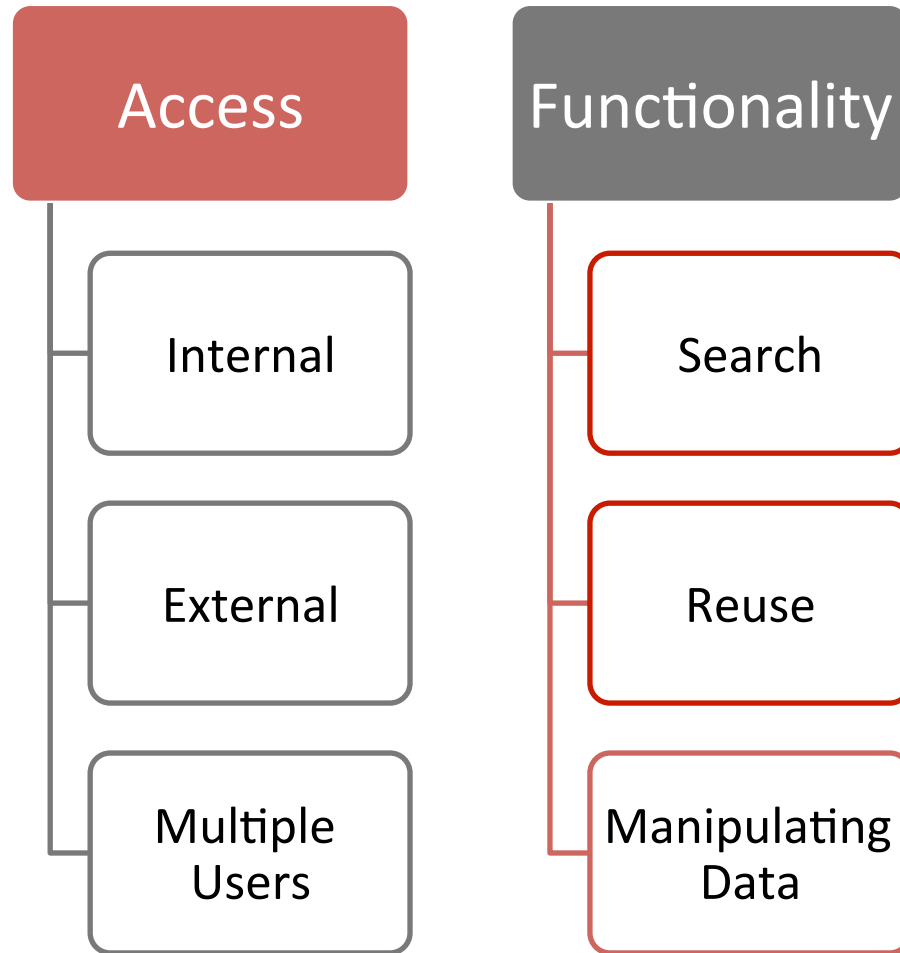 Access
Internal
External
Multiple
Users
Functionality
Search
Reuse
Manipulating
Data